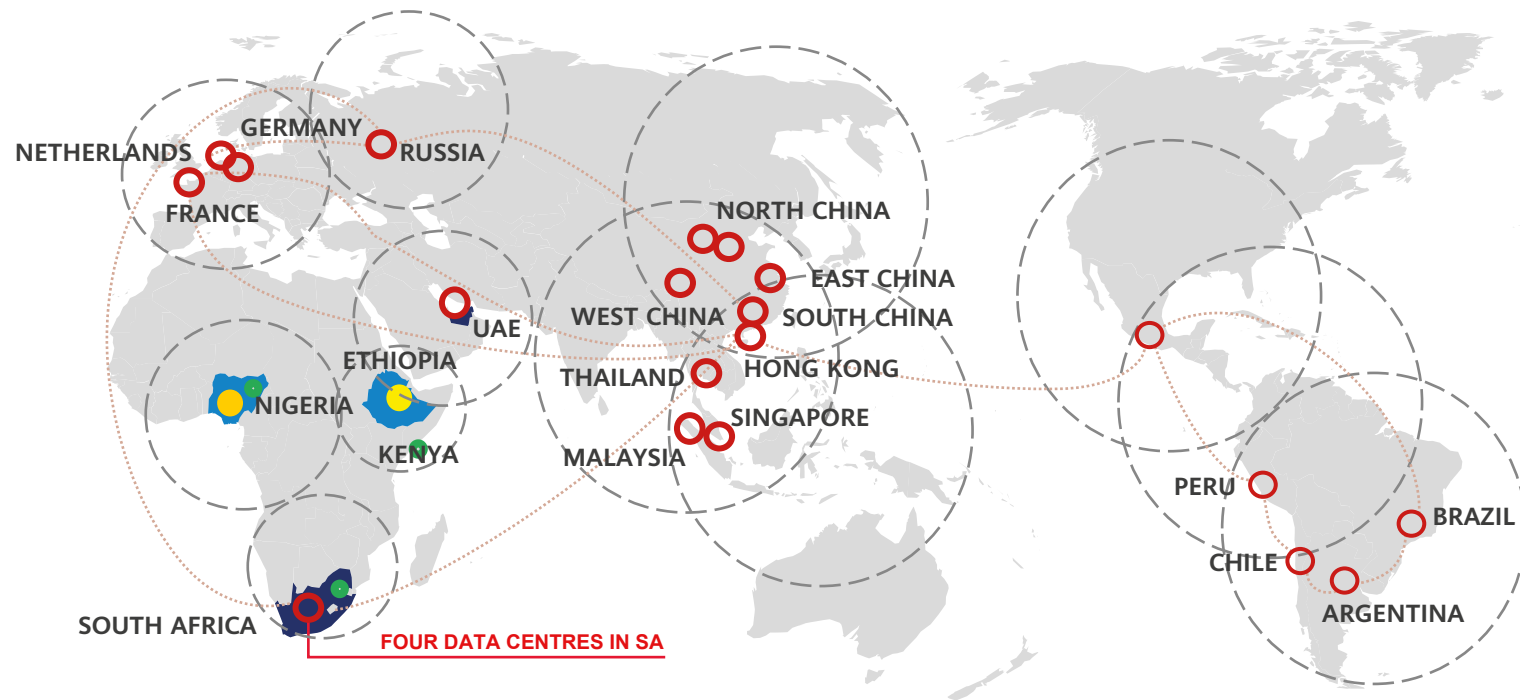 GERMANY
NETHERLANDS
RUSSIA
FRANCE
NORTH CHINA
EAST CHINA
WEST CHINA
SOUTH CHINA
UAE
ETHIOPIA
HONG KONG
THAILAND
NIGERIA
SINGAPORE
KENYA
MALAYSIA
PERU
BRAZIL
CHILE
ARGENTINA
SOUTH AFRICA
FOUR DATA CENTRES IN SA